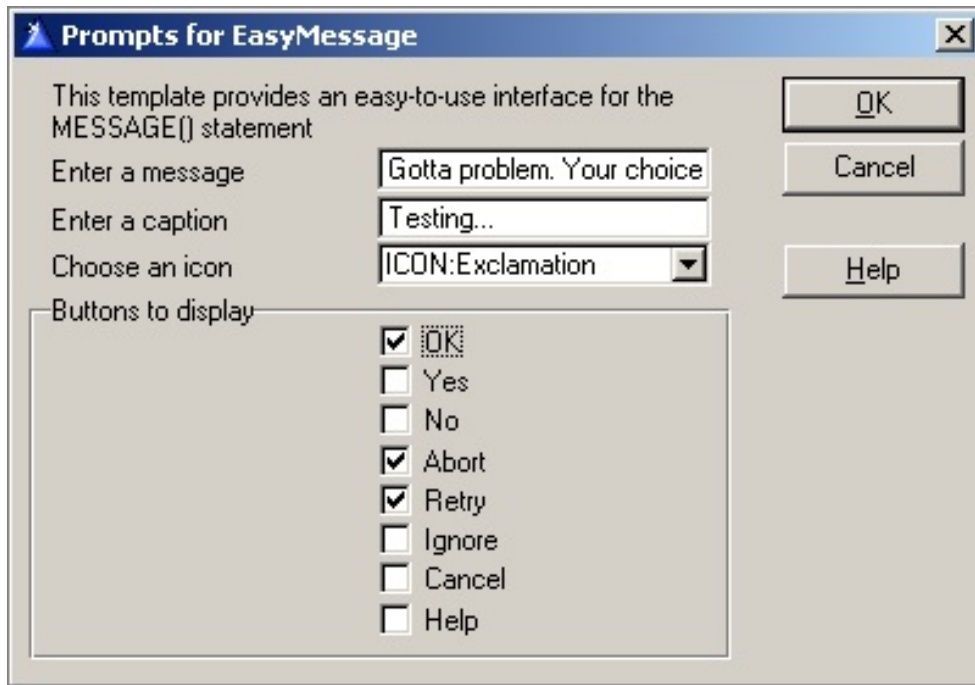 Prompts for EasyMessage
This template provides an easy-to-use interface for the
MESSAGE() statement
Enter a message
Gotta problem. Your choice
Enter a caption
Testing...
Choose an icon
ICON:Exclamation
OK
Cancel
Help
Buttons to display
OK
Yes
No
Abort
Retry
Ignore
Cancel
Help